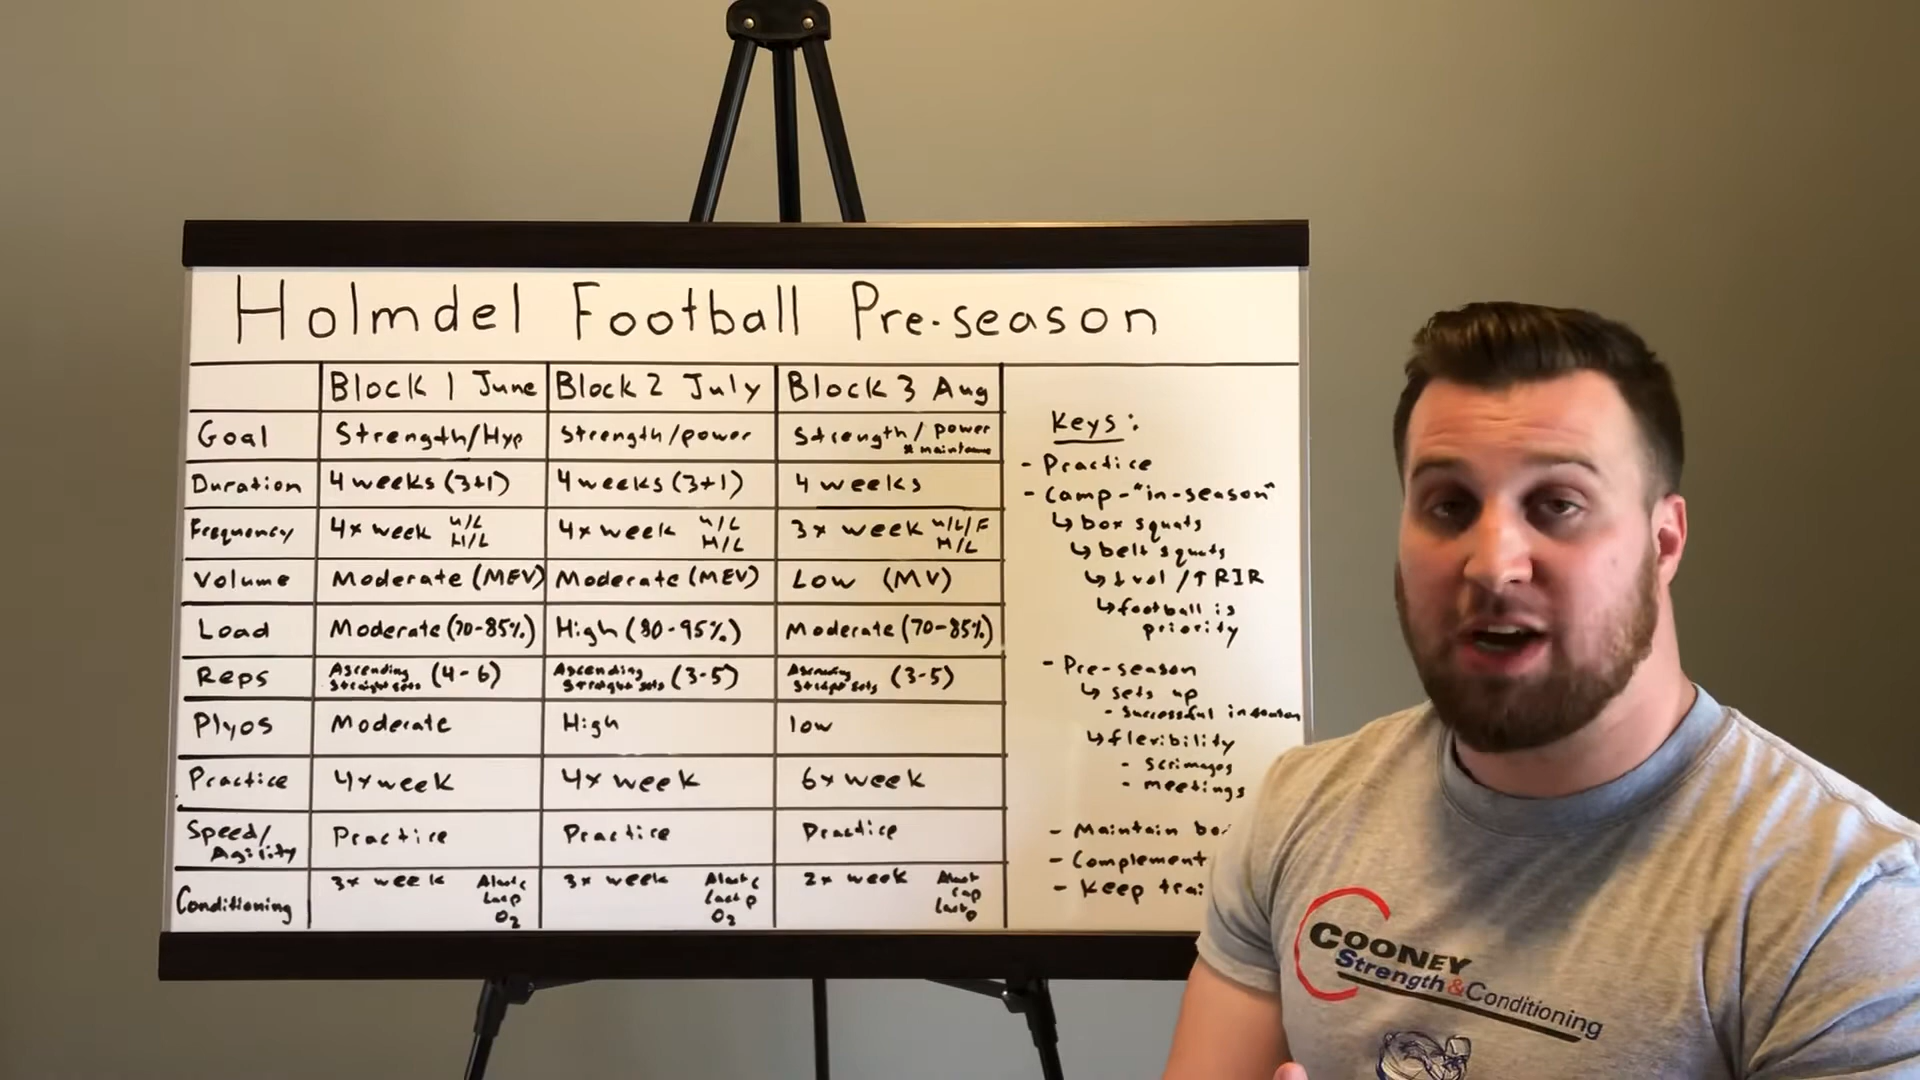 Holmdel Football Pre-season
Block 1 June Block 2 July Block 3 Aug
Goal Strength/Hyp Strength/power Strength/power
Duration 4 weeks (3+1) 4 weeks (3+1) 4 weeks
Frequency 4x week U/L H/L 4x week U/L H/L 3x week U/L/F H/L
Volume Moderate (MEV) Moderate (MEV) Low (MV)
Load Moderate (70-85%) High (80-95%) Moderate (70-85%)
Reps Ascending Straight sets (4-6) Ascending Straight sets (3-5) Ascending Straight sets (3-5)
Plyos Moderate High low
Practice 4x week 4x week 6x week
Speed/Agility Practice Practice Practice
Conditioning 3x week O2 3x week O2 2x week
Keys:
- Practice
- Camp-"in-season"
↳ box squats
↳ belt squats
↳ ↓ vol /↑ RIR
↳ football is
priority
- Pre-season
↳ sets up
- Successful
↳ flexibility
- Scrimages
- meetings
- Maintain
- Complement
- Keep
COONEY
Strength & Conditioning